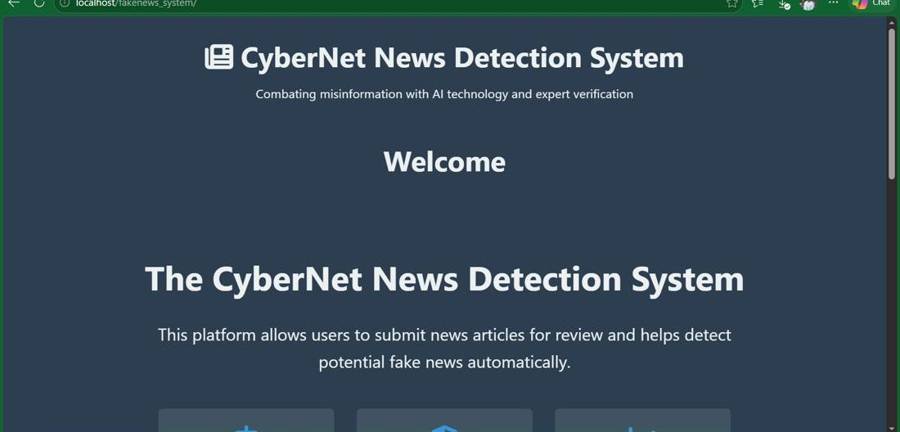 localhost/fakenews_system/
Chat
CyberNet News Detection System
Combating misinformation with AI technology and expert verification
Welcome
The CyberNet News Detection System
This platform allows users to submit news articles for review and helps detect
potential fake news automatically.